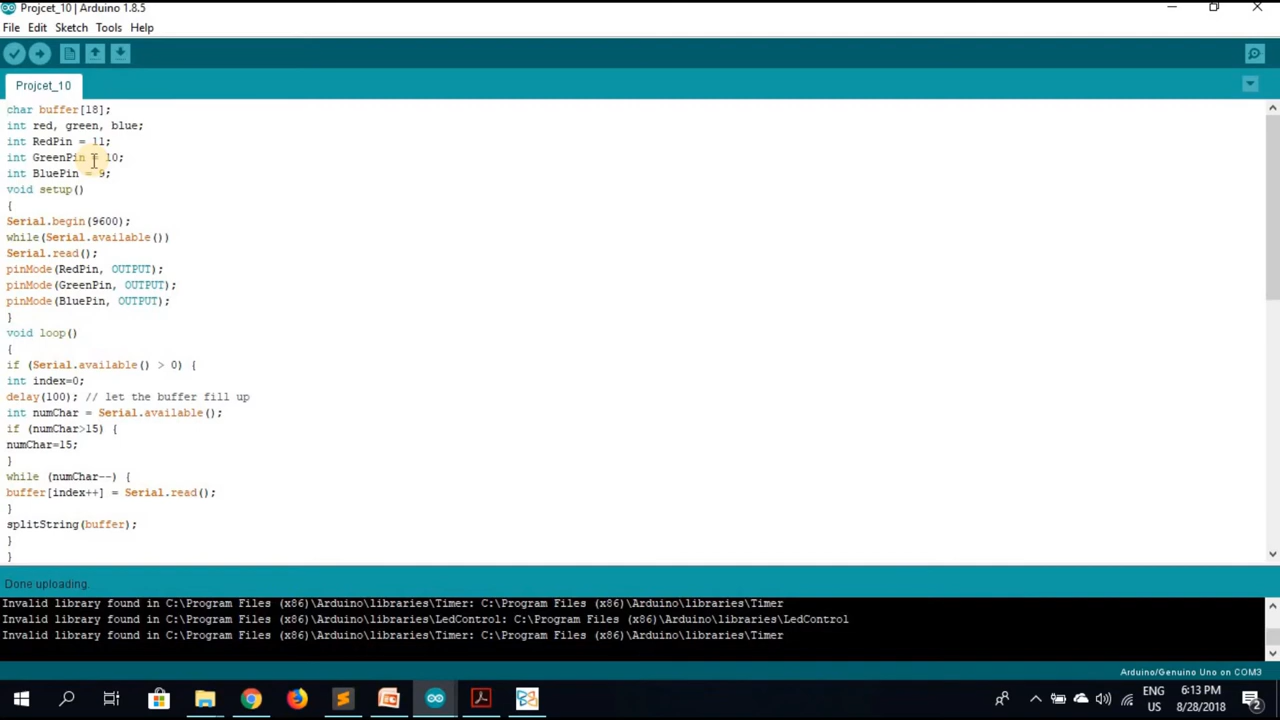 Projcet_10 | Arduino 1.8.5
File Edit Sketch Tools Help
Projcet_10
char buffer[18];
int red, green, blue;
int RedPin = 11;
int GreenPin = 10;
int BluePin = 9;
void setup()
{
Serial.begin(9600);
while(Serial.available())
Serial.read();
pinMode(RedPin, OUTPUT);
pinMode(GreenPin, OUTPUT);
pinMode(BluePin, OUTPUT);
}
void loop()
{
if (Serial.available() > 0) {
int index=0;
delay(100); // let the buffer fill up
int numChar = Serial.available();
if (numChar>15) {
numChar=15;
}
while (numChar--) {
buffer[index++] = Serial.read();
}
splitString(buffer);
}
}
Done uploading.
Invalid library found in C:\Program Files (x86)\Arduino\libraries\Timer: C:\Program Files (x86)\Arduino\libraries\Timer
Invalid library found in C:\Program Files (x86)\Arduino\libraries\LedControl: C:\Program Files (x86)\Arduino\libraries\LedControl
Invalid library found in C:\Program Files (x86)\Arduino\libraries\Timer: C:\Program Files (x86)\Arduino\libraries\Timer
Arduino/Genuino Uno on COM3
ENG 6:13 PM
US 8/28/2018 2